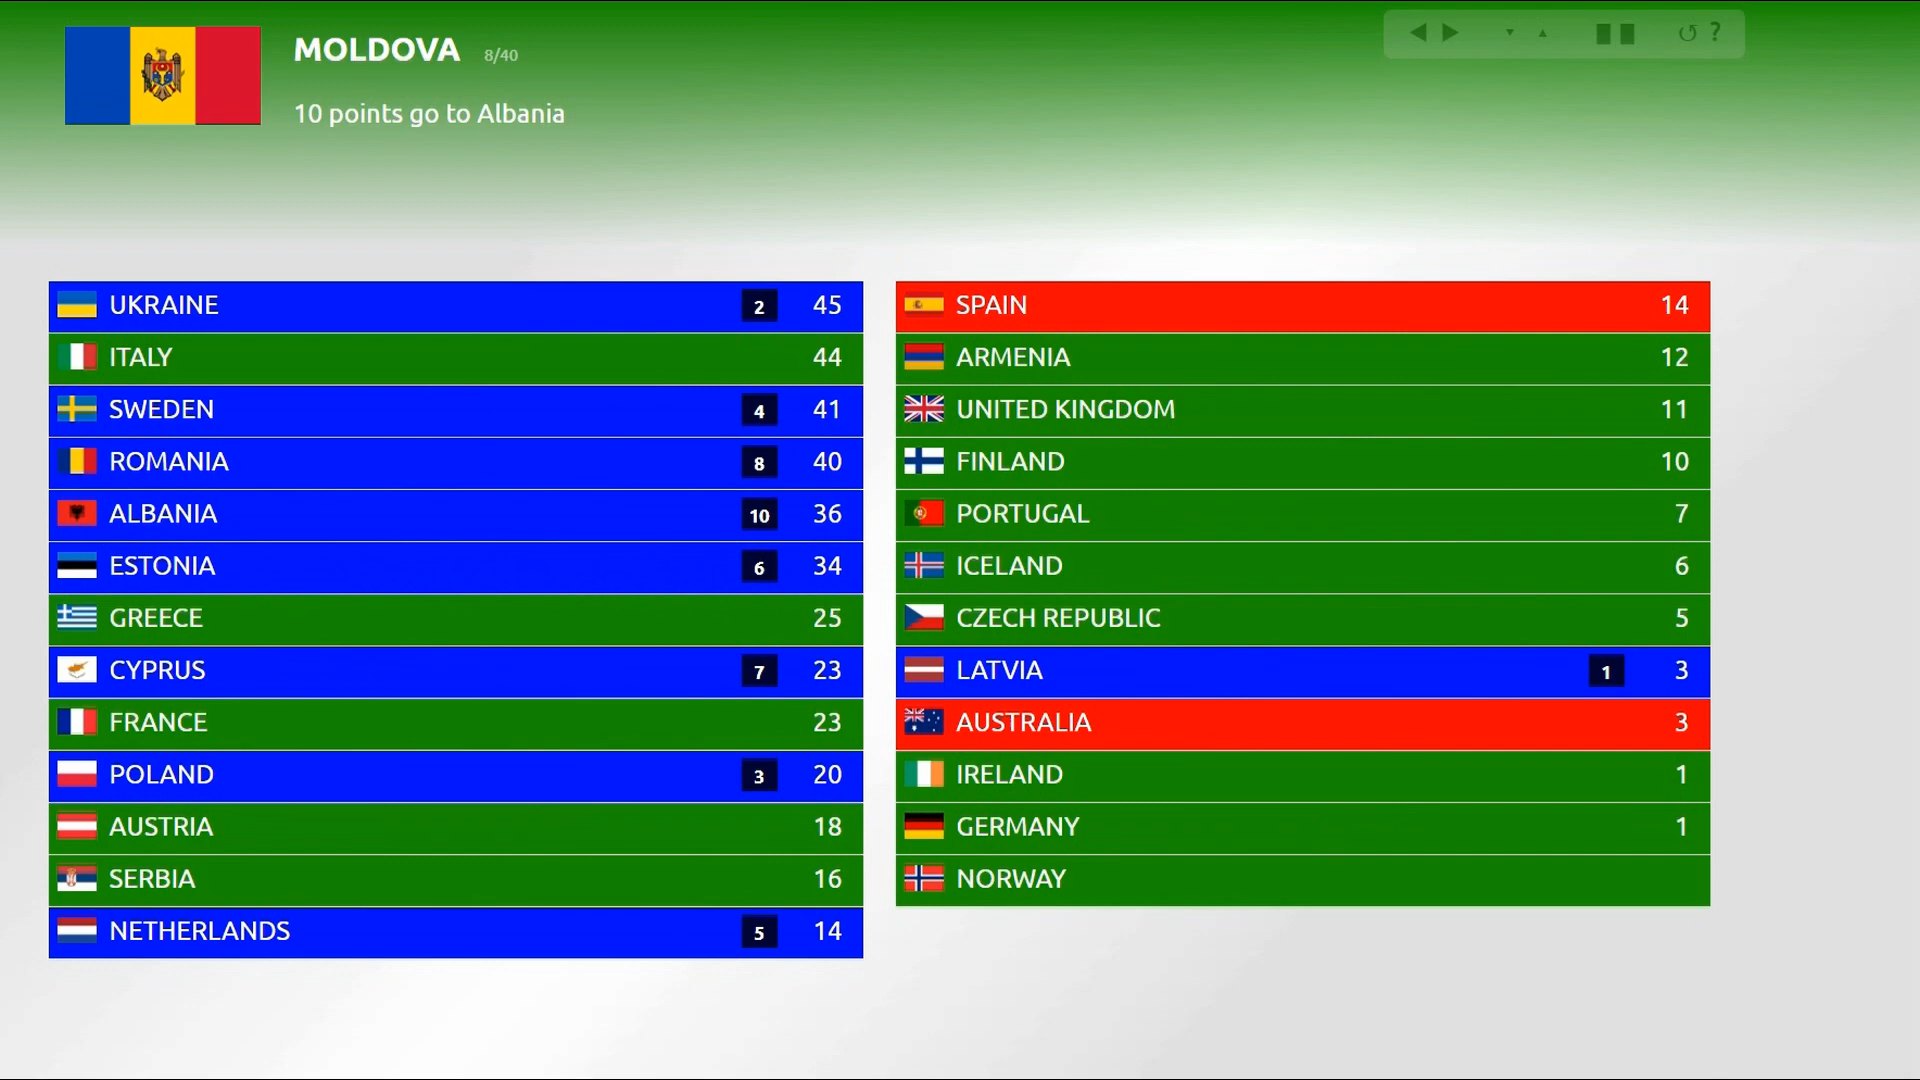 MOLDOVA 8/40
10 points go to Albania
◀ ▶ ▼ ▲ ↺ ?
UKRAINE 2 45
ITALY 44
SWEDEN 4 41
ROMANIA 8 40
ALBANIA 10 36
ESTONIA 6 34
GREECE 25
CYPRUS 7 23
FRANCE 23
POLAND 3 20
AUSTRIA 18
SERBIA 16
NETHERLANDS 5 14
SPAIN 14
ARMENIA 12
UNITED KINGDOM 11
FINLAND 10
PORTUGAL 7
ICELAND 6
CZECH REPUBLIC 5
LATVIA 1 3
AUSTRALIA 3
IRELAND 1
GERMANY 1
NORWAY